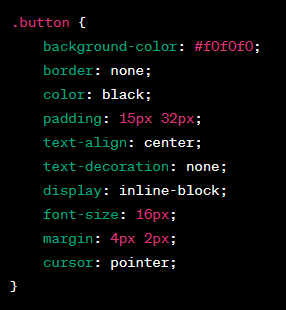 .button {
    background-color: #f0f0f0;
    border: none;
    color: black;
    padding: 15px 32px;
    text-align: center;
    text-decoration: none;
    display: inline-block;
    font-size: 16px;
    margin: 4px 2px;
    cursor: pointer;
}